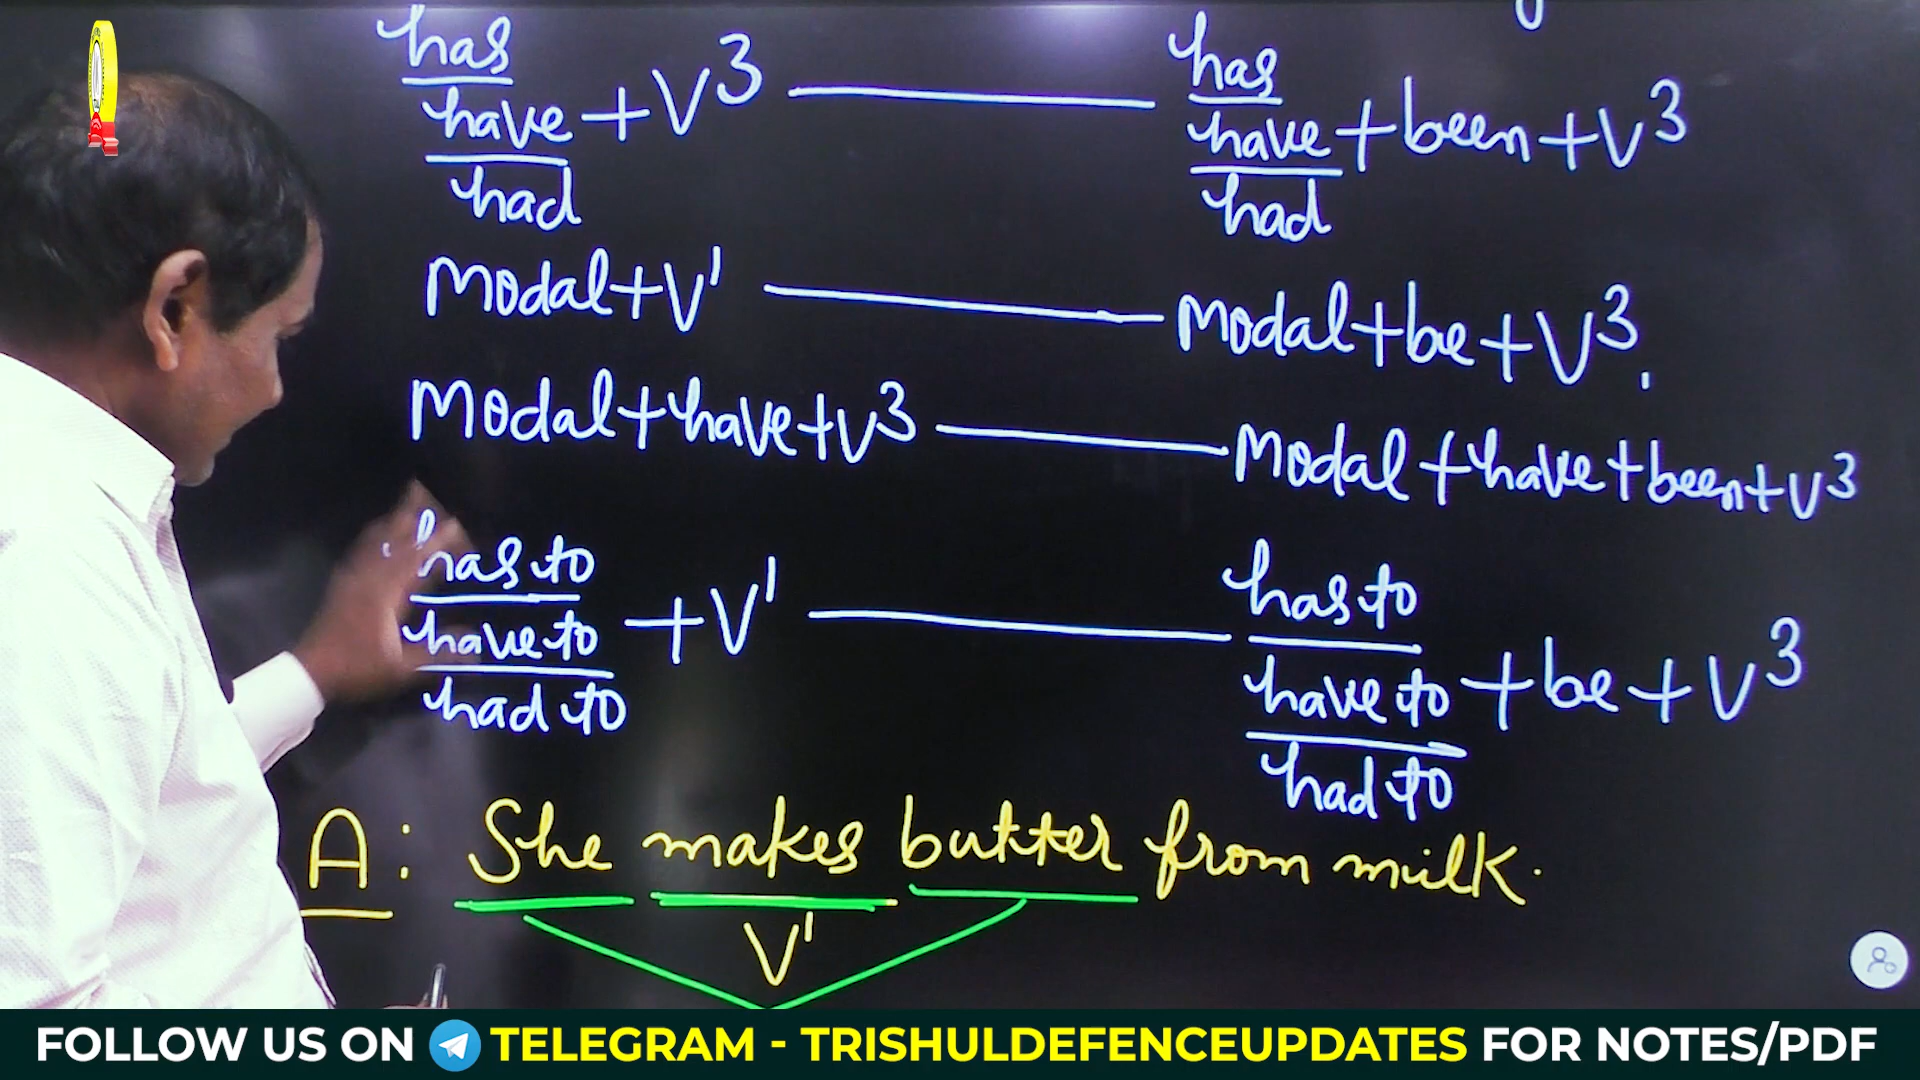 has
have + V3 — has
have + been + V3
had
had
Modal + V1 — Modal + be + V3.
Modal + have + V3 — Modal + have + been + V3
has to
have to + V1 — has to
have to + be + V3
had to
had to
A: She makes butter from milk.
V1
FOLLOW US ON TELEGRAM - TRISHULDEFENCEUPDATES FOR NOTES/PDF